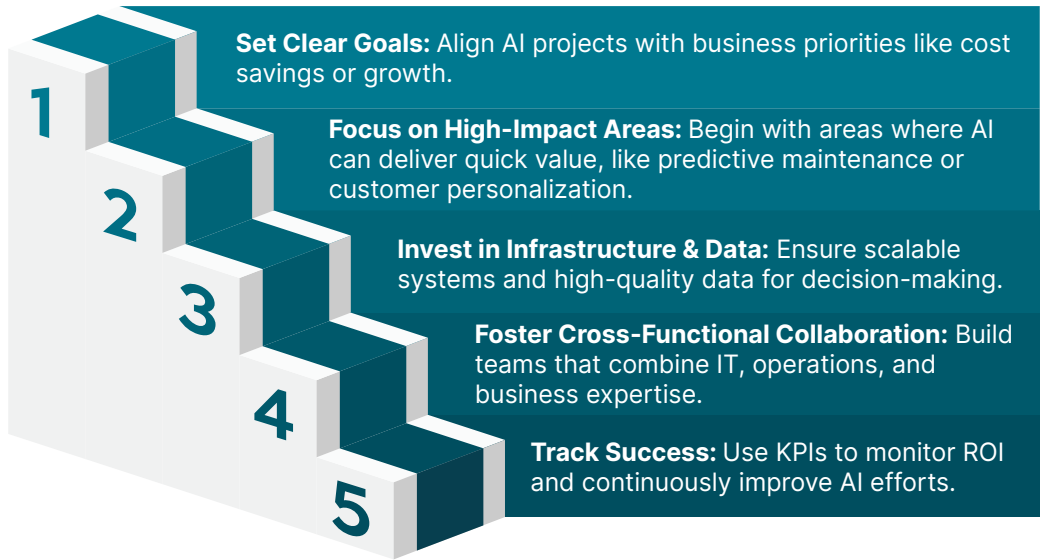 1
Set Clear Goals: Align AI projects with business priorities like cost
savings or growth.
2
Focus on High-Impact Areas: Begin with areas where AI
can deliver quick value, like predictive maintenance or
customer personalization.
3
Invest in Infrastructure & Data: Ensure scalable
systems and high-quality data for decision-making.
4
Foster Cross-Functional Collaboration: Build
teams that combine IT, operations, and
business expertise.
5
Track Success: Use KPIs to monitor ROI
and continuously improve AI efforts.